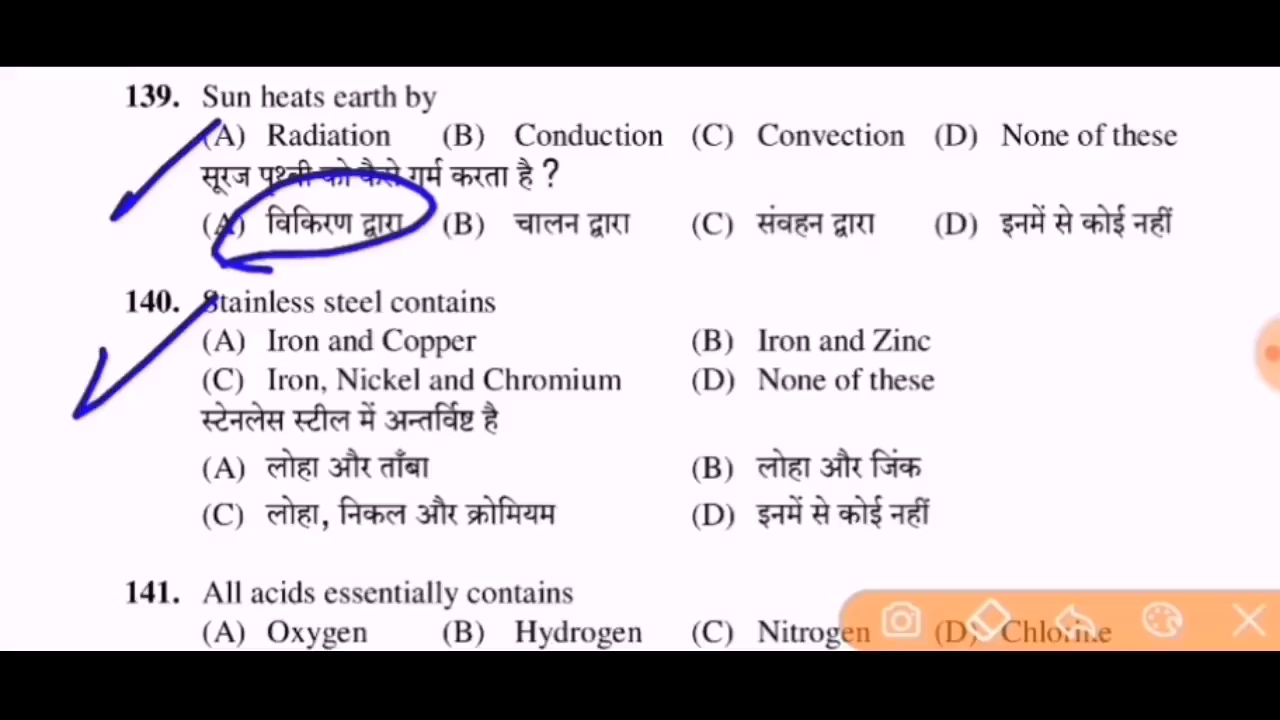 139. Sun heats earth by
(A) Radiation (B) Conduction (C) Convection (D) None of these
सूरज पृथ्वी को कैसे गर्म करता है ?
(A) विकिरण द्वारा (B) चालन द्वारा (C) संवहन द्वारा (D) इनमें से कोई नहीं
140. Stainless steel contains
(A) Iron and Copper (B) Iron and Zinc
(C) Iron, Nickel and Chromium (D) None of these
स्टेनलेस स्टील में अन्तर्विष्ट है
(A) लोहा और ताँबा (B) लोहा और जिंक
(C) लोहा, निकल और क्रोमियम (D) इनमें से कोई नहीं
141. All acids essentially contains
(A) Oxygen (B) Hydrogen (C) Nitrogen (D) Chlorine